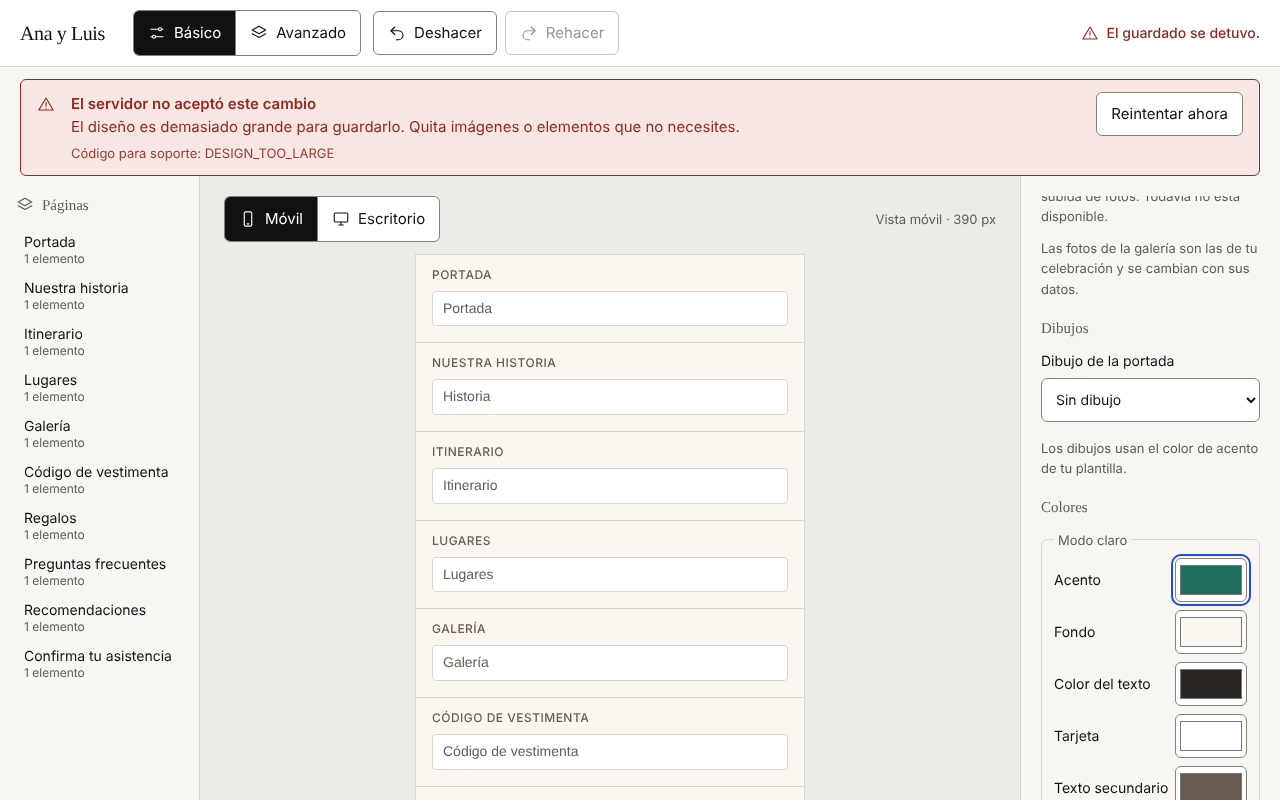 Ana y Luis
Básico
Avanzado
Deshacer
Rehacer
El guardado se detuvo.
El servidor no aceptó este cambio
El diseño es demasiado grande para guardarlo. Quita imágenes o elementos que no necesites.
Código para soporte: DESIGN_TOO_LARGE
Reintentar ahora
Páginas
Portada
1 elemento
Nuestra historia
1 elemento
Itinerario
1 elemento
Lugares
1 elemento
Galería
1 elemento
Código de vestimenta
1 elemento
Regalos
1 elemento
Preguntas frecuentes
1 elemento
Recomendaciones
1 elemento
Confirma tu asistencia
1 elemento
Móvil
Escritorio
Vista móvil · 390 px
PORTADA
Portada
NUESTRA HISTORIA
Historia
ITINERARIO
Itinerario
LUGARES
Lugares
GALERÍA
Galería
CÓDIGO DE VESTIMENTA
Código de vestimenta
subida de fotos. Todavía no está
disponible.
Las fotos de la galería son las de tu
celebración y se cambian con sus
datos.
Dibujos
Dibujo de la portada
Sin dibujo
Los dibujos usan el color de acento
de tu plantilla.
Colores
Modo claro
Acento
Fondo
Color del texto
Tarjeta
Texto secundario